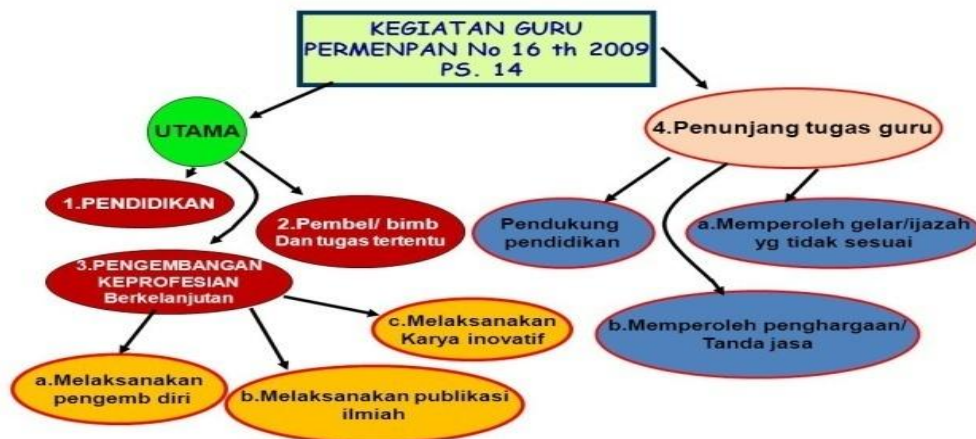 KEGIATAN GURU
PERMENPAN No 16 th 2009
PS. 14
UTAMA
4.Penunjang tugas guru
1.PENDIDIKAN
2.Pembel/ bimb
Dan tugas tertentu
Pendukung
pendidikan
a.Memperoleh gelar/ijazah
yg tidak sesuai
3.PENGEMBANGAN
KEPROFESIAN
Berkelanjutan
c.Melaksanakan
Karya inovatif
b.Memperoleh penghargaan/
Tanda jasa
a.Melaksanakan
pengemb diri
b.Melaksanakan publikasi
ilmiah